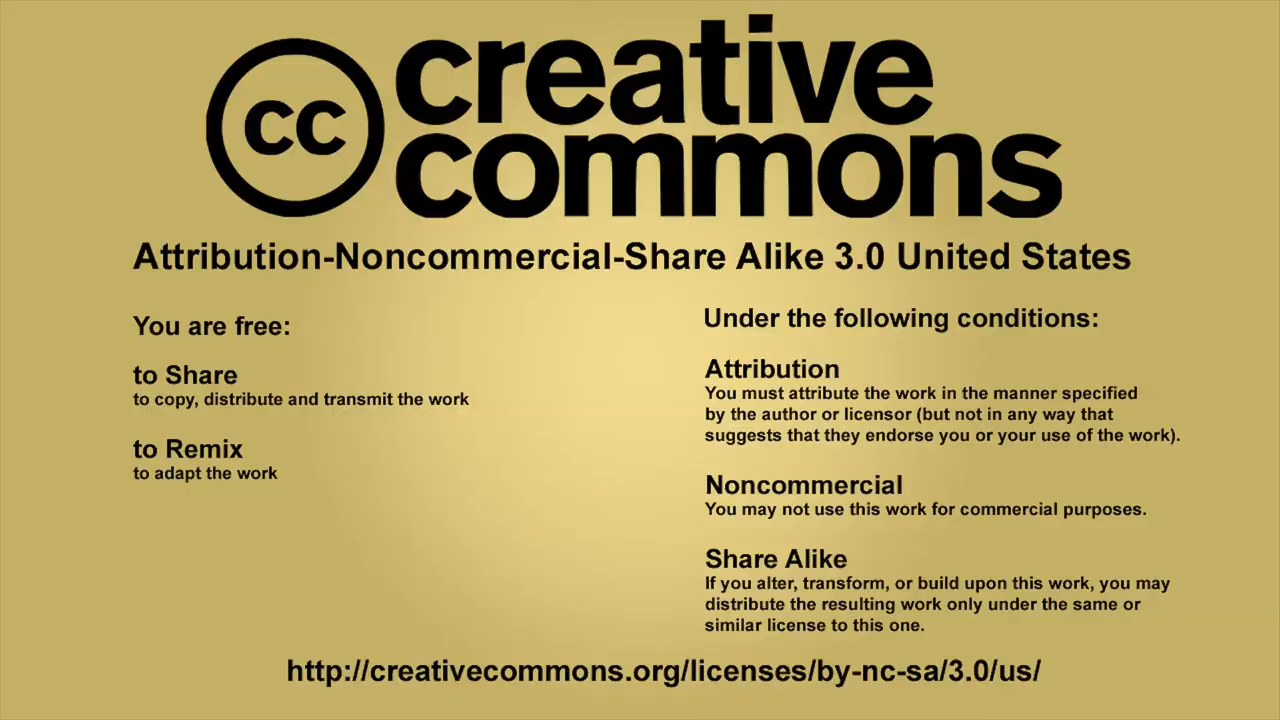 cc creative
commons
Attribution-Noncommercial-Share Alike 3.0 United States
You are free:
to Share
to copy, distribute and transmit the work
to Remix
to adapt the work
Under the following conditions:
Attribution
You must attribute the work in the manner specified
by the author or licensor (but not in any way that
suggests that they endorse you or your use of the work).
Noncommercial
You may not use this work for commercial purposes.
Share Alike
If you alter, transform, or build upon this work, you may
distribute the resulting work only under the same or
similar license to this one.
http://creativecommons.org/licenses/by-nc-sa/3.0/us/